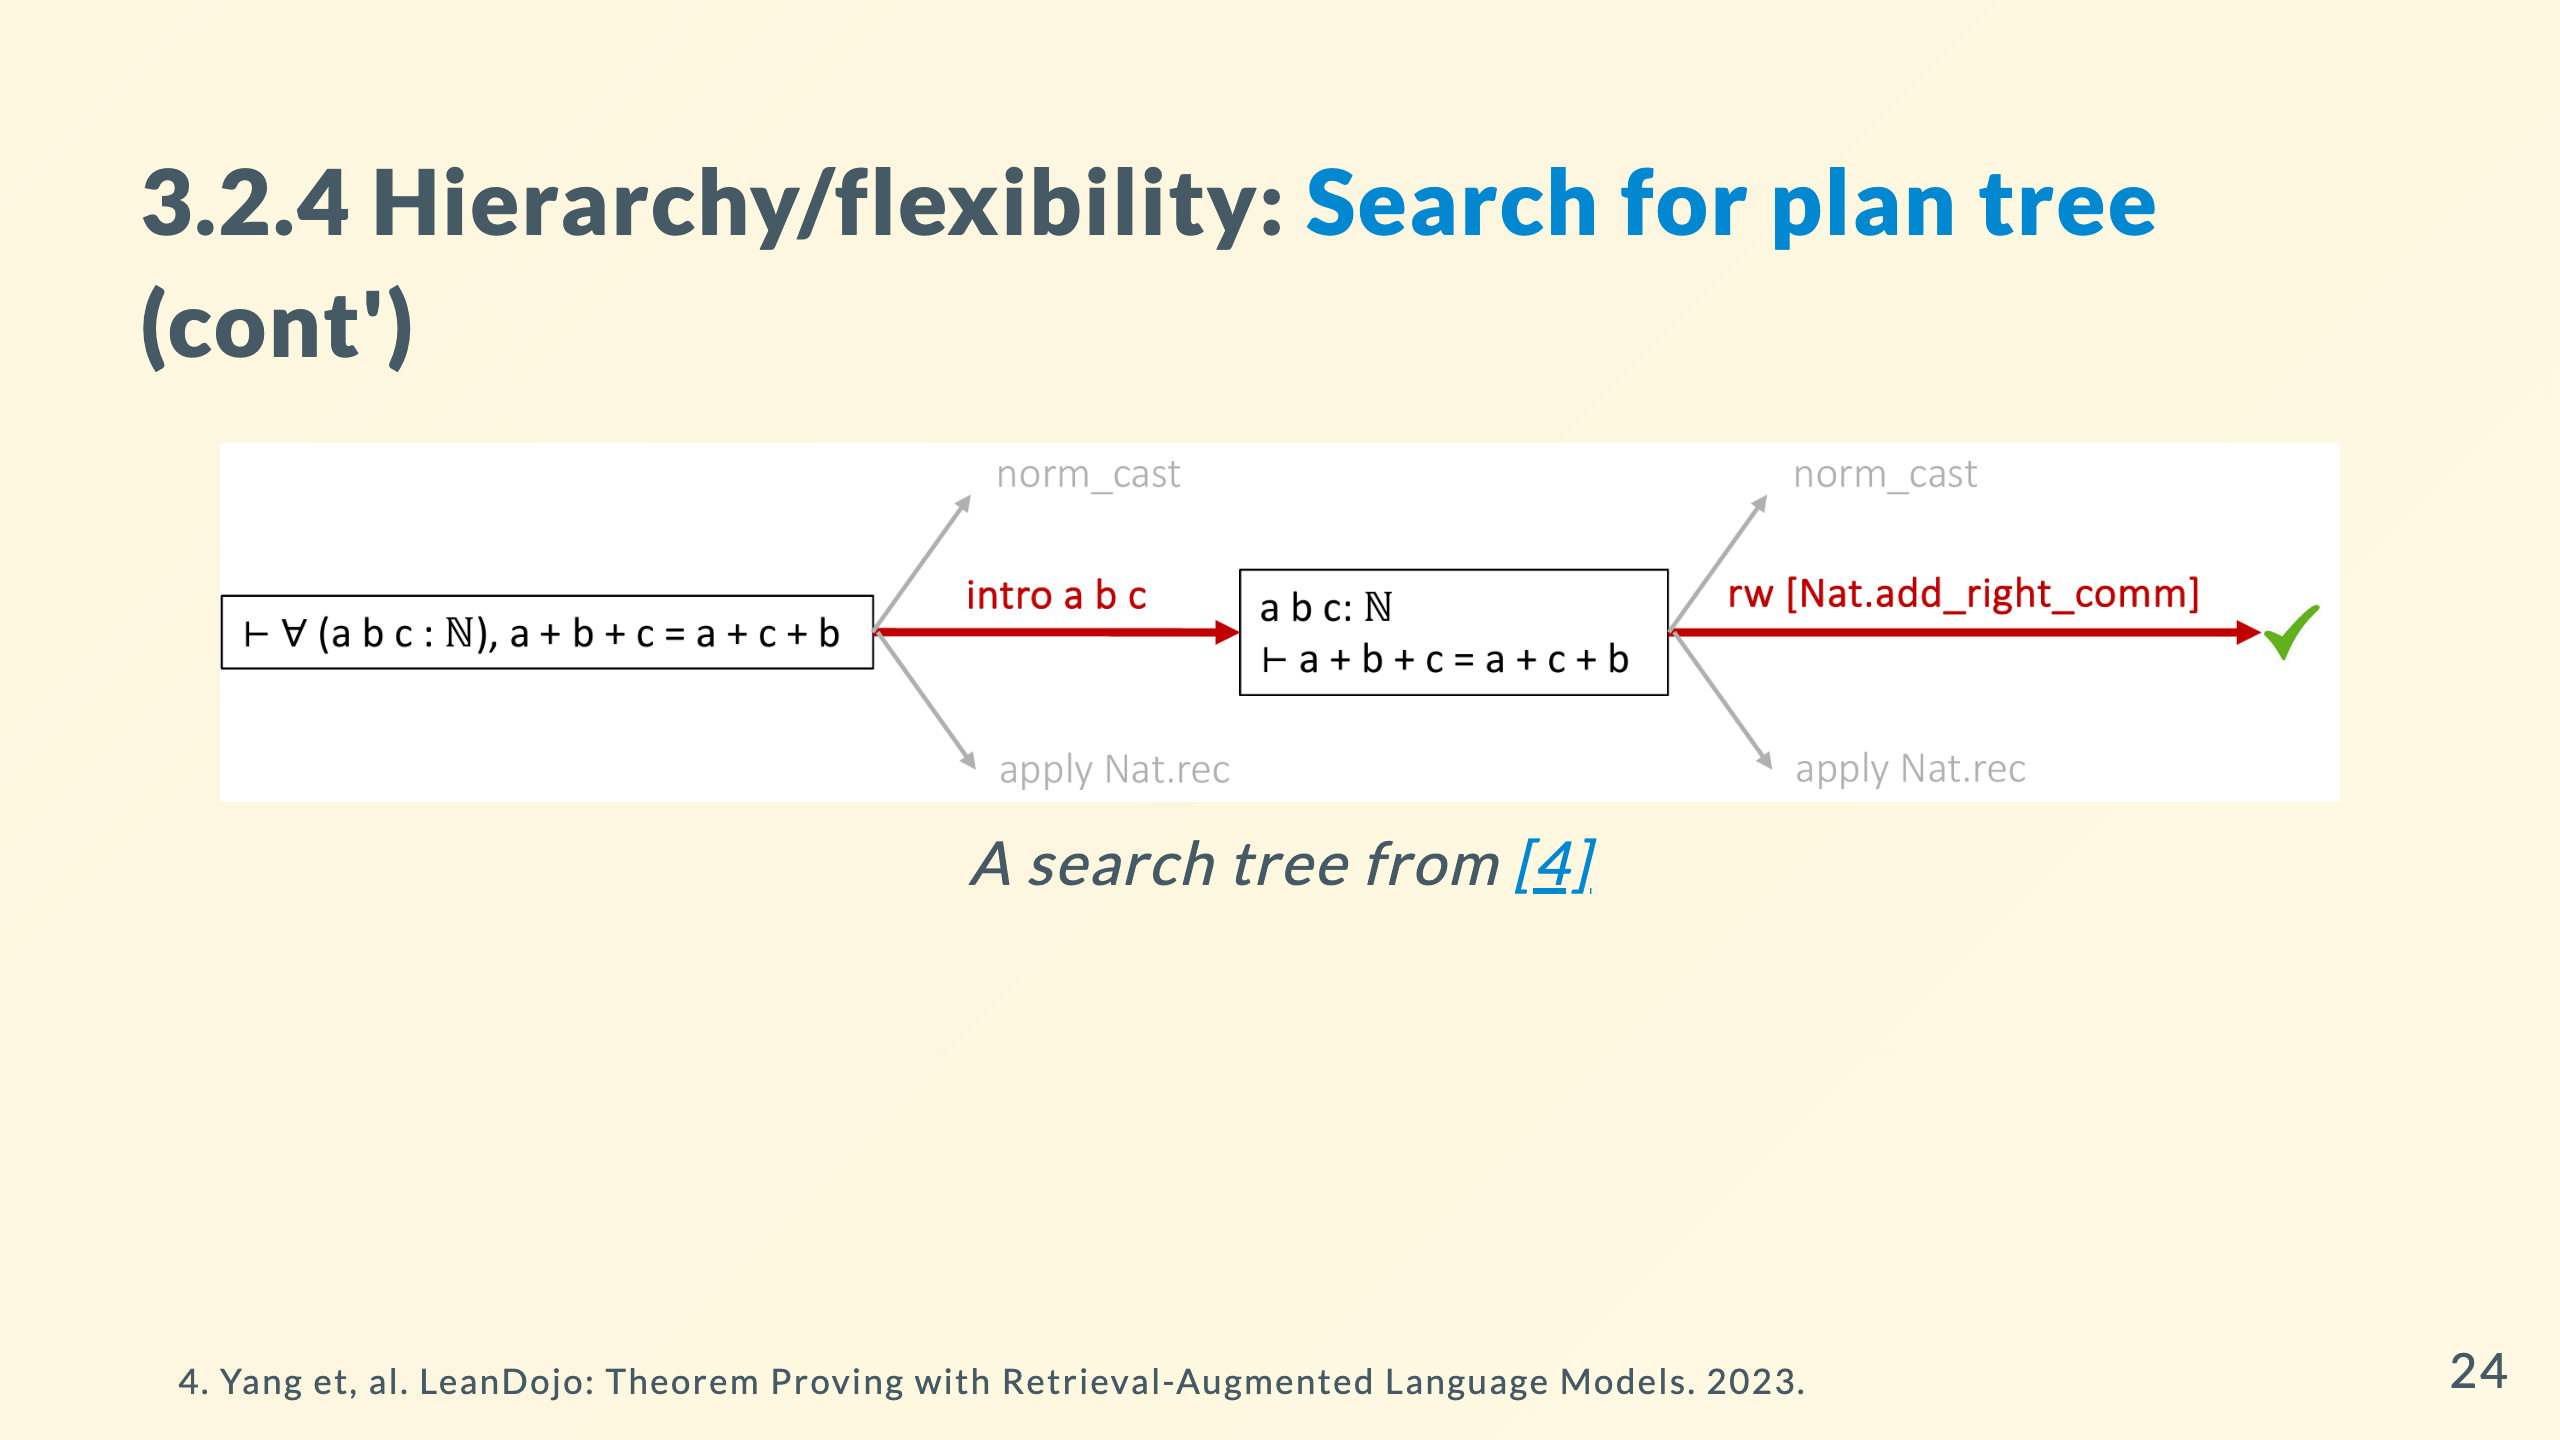 3.2.4 Hierarchy/flexibility: Search for plan tree
(cont')
norm_cast
norm_cast
intro a b c
rw [Nat.add_right_comm]
a b c: ℕ
⊢ ∀ (a b c : ℕ), a + b + c = a + c + b
⊢ a + b + c = a + c + b
apply Nat.rec
apply Nat.rec
A search tree from [4]
4. Yang et, al. LeanDojo: Theorem Proving with Retrieval-Augmented Language Models. 2023.
24